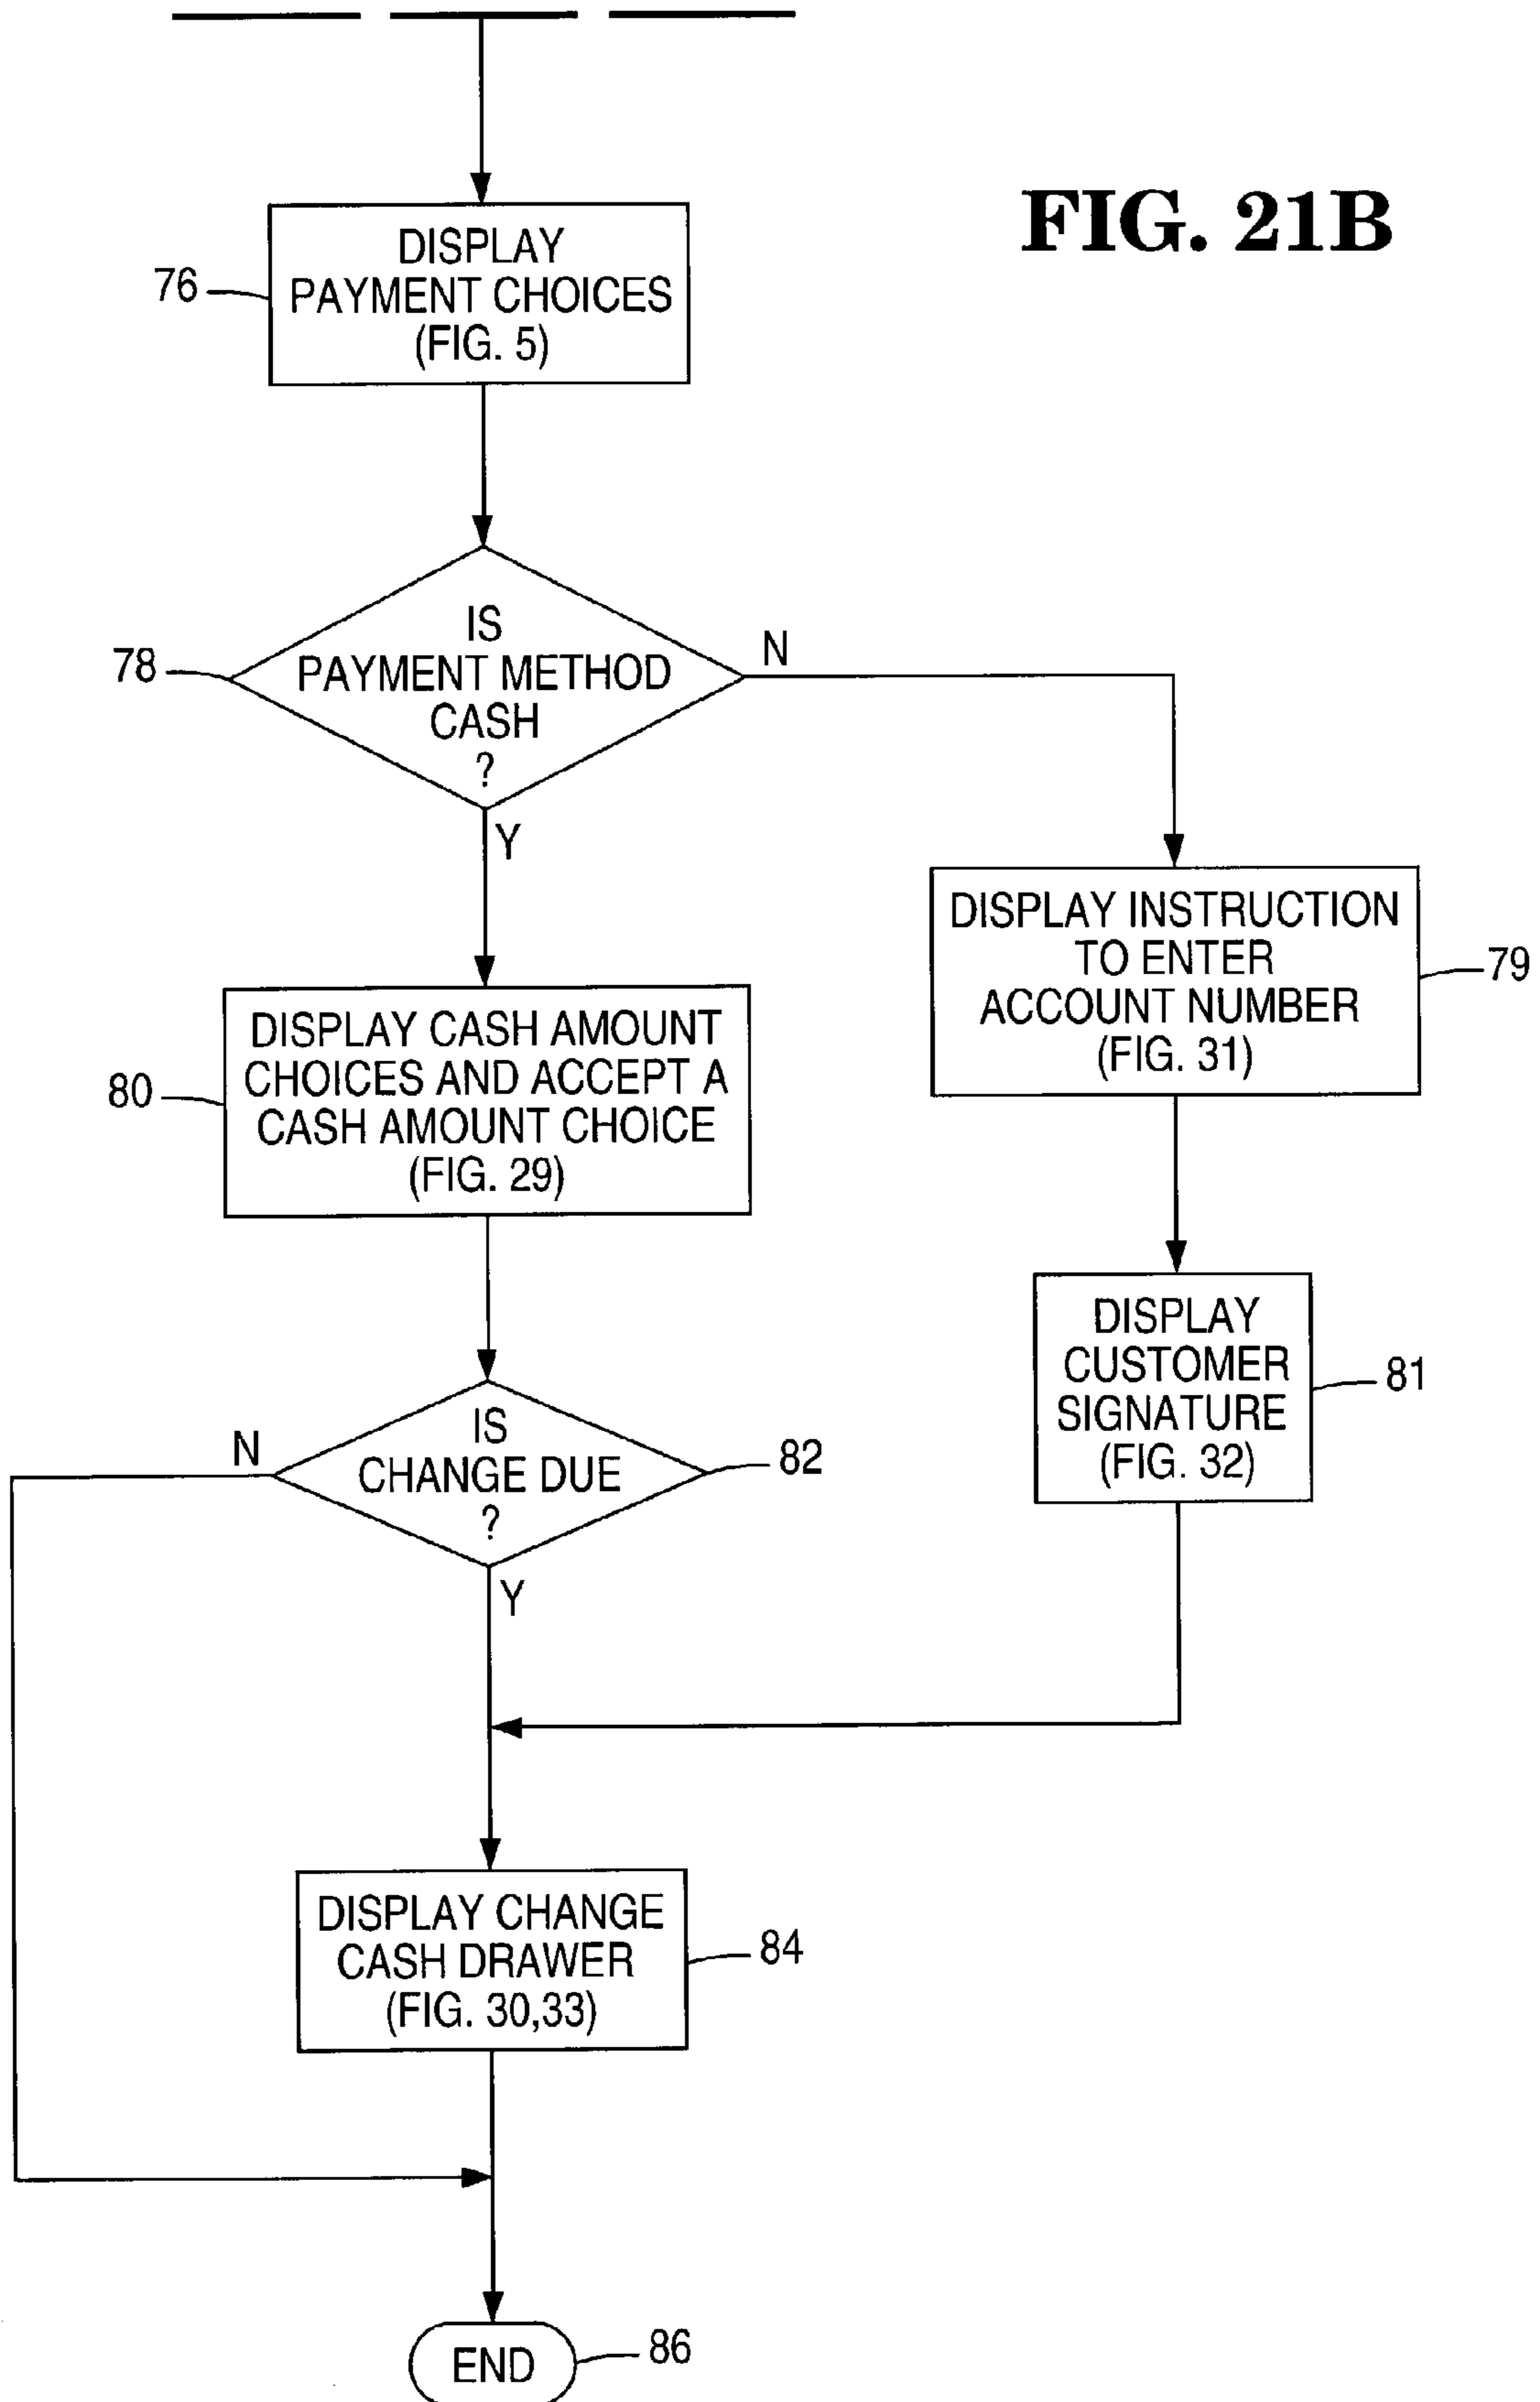 FIG. 21B
DISPLAY
PAYMENT CHOICES
(FIG. 5)
76
IS
PAYMENT METHOD
CASH
?
78
N
Y
DISPLAY INSTRUCTION
TO ENTER
ACCOUNT NUMBER
(FIG. 31)
79
DISPLAY CASH AMOUNT
CHOICES AND ACCEPT A
CASH AMOUNT CHOICE
(FIG. 29)
80
DISPLAY
CUSTOMER
SIGNATURE
(FIG. 32)
81
IS
CHANGE DUE
?
82
N
Y
DISPLAY CHANGE
CASH DRAWER
(FIG. 30,33)
84
END
86